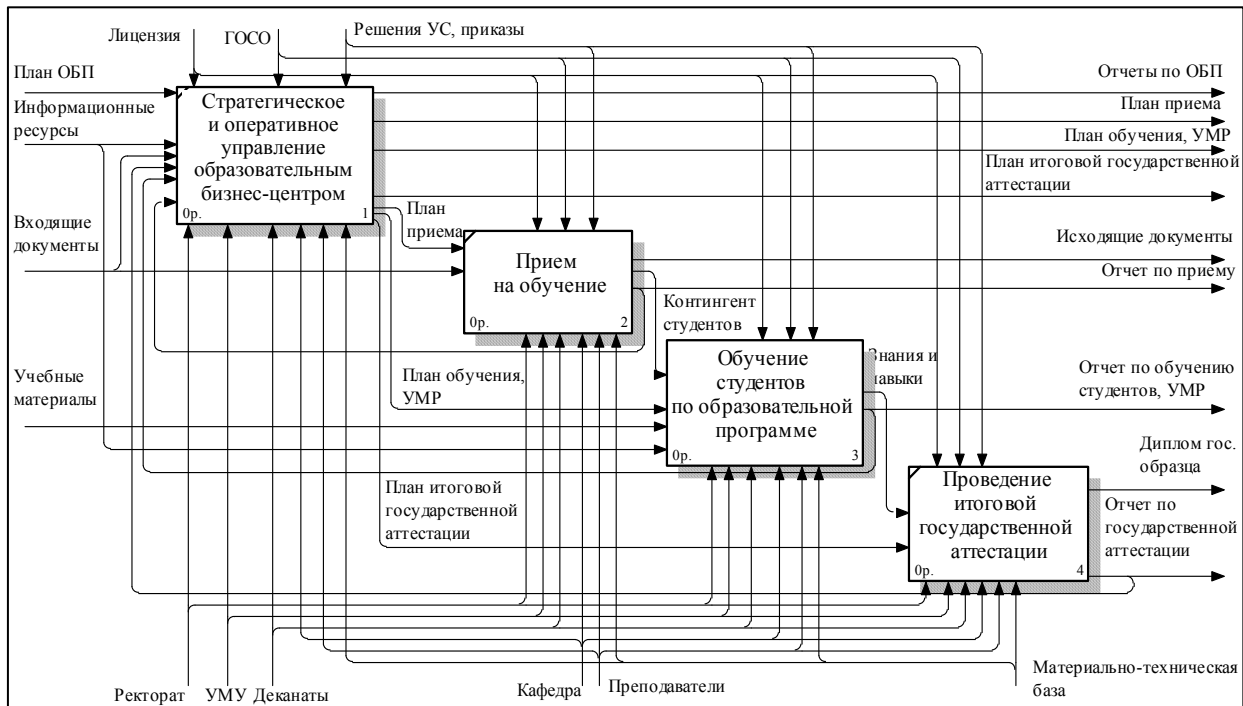 Лицензия
ГОСО
Решения УС, приказы
План ОБП
Информационные
ресурсы
Стратегическое
и оперативное
управление
образовательным
бизнес-центром
0р.
1
Отчеты по ОБП
План приема
План обучения, УМР
План итоговой государственной
аттестации
Входящие
документы
План
приема
Прием
на обучение
0р.
2
Исходящие документы
Отчет по приему
Контингент
студентов
Учебные
материалы
План обучения,
УМР
Обучение
студентов
по образовательной
программе
0р.
3
Знания и
навыки
Отчет по обучению
студентов, УМР
Диплом гос.
образца
План итоговой
государственной
аттестации
Проведение
итоговой
государственной
аттестации
0р.
4
Отчет по
государственной
аттестации
Ректорат
УМУ
Деканаты
Кафедра
Преподаватели
Материально-техническая
база